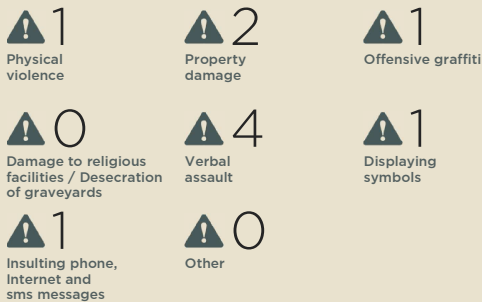 1
Physical
violence
2
Property
damage
1
Offensive graffiti
0
Damage to religious
facilities / Desecration
of graveyards
4
Verbal
assault
1
Displaying
symbols
1
Insulting phone,
Internet and
sms messages
0
Other